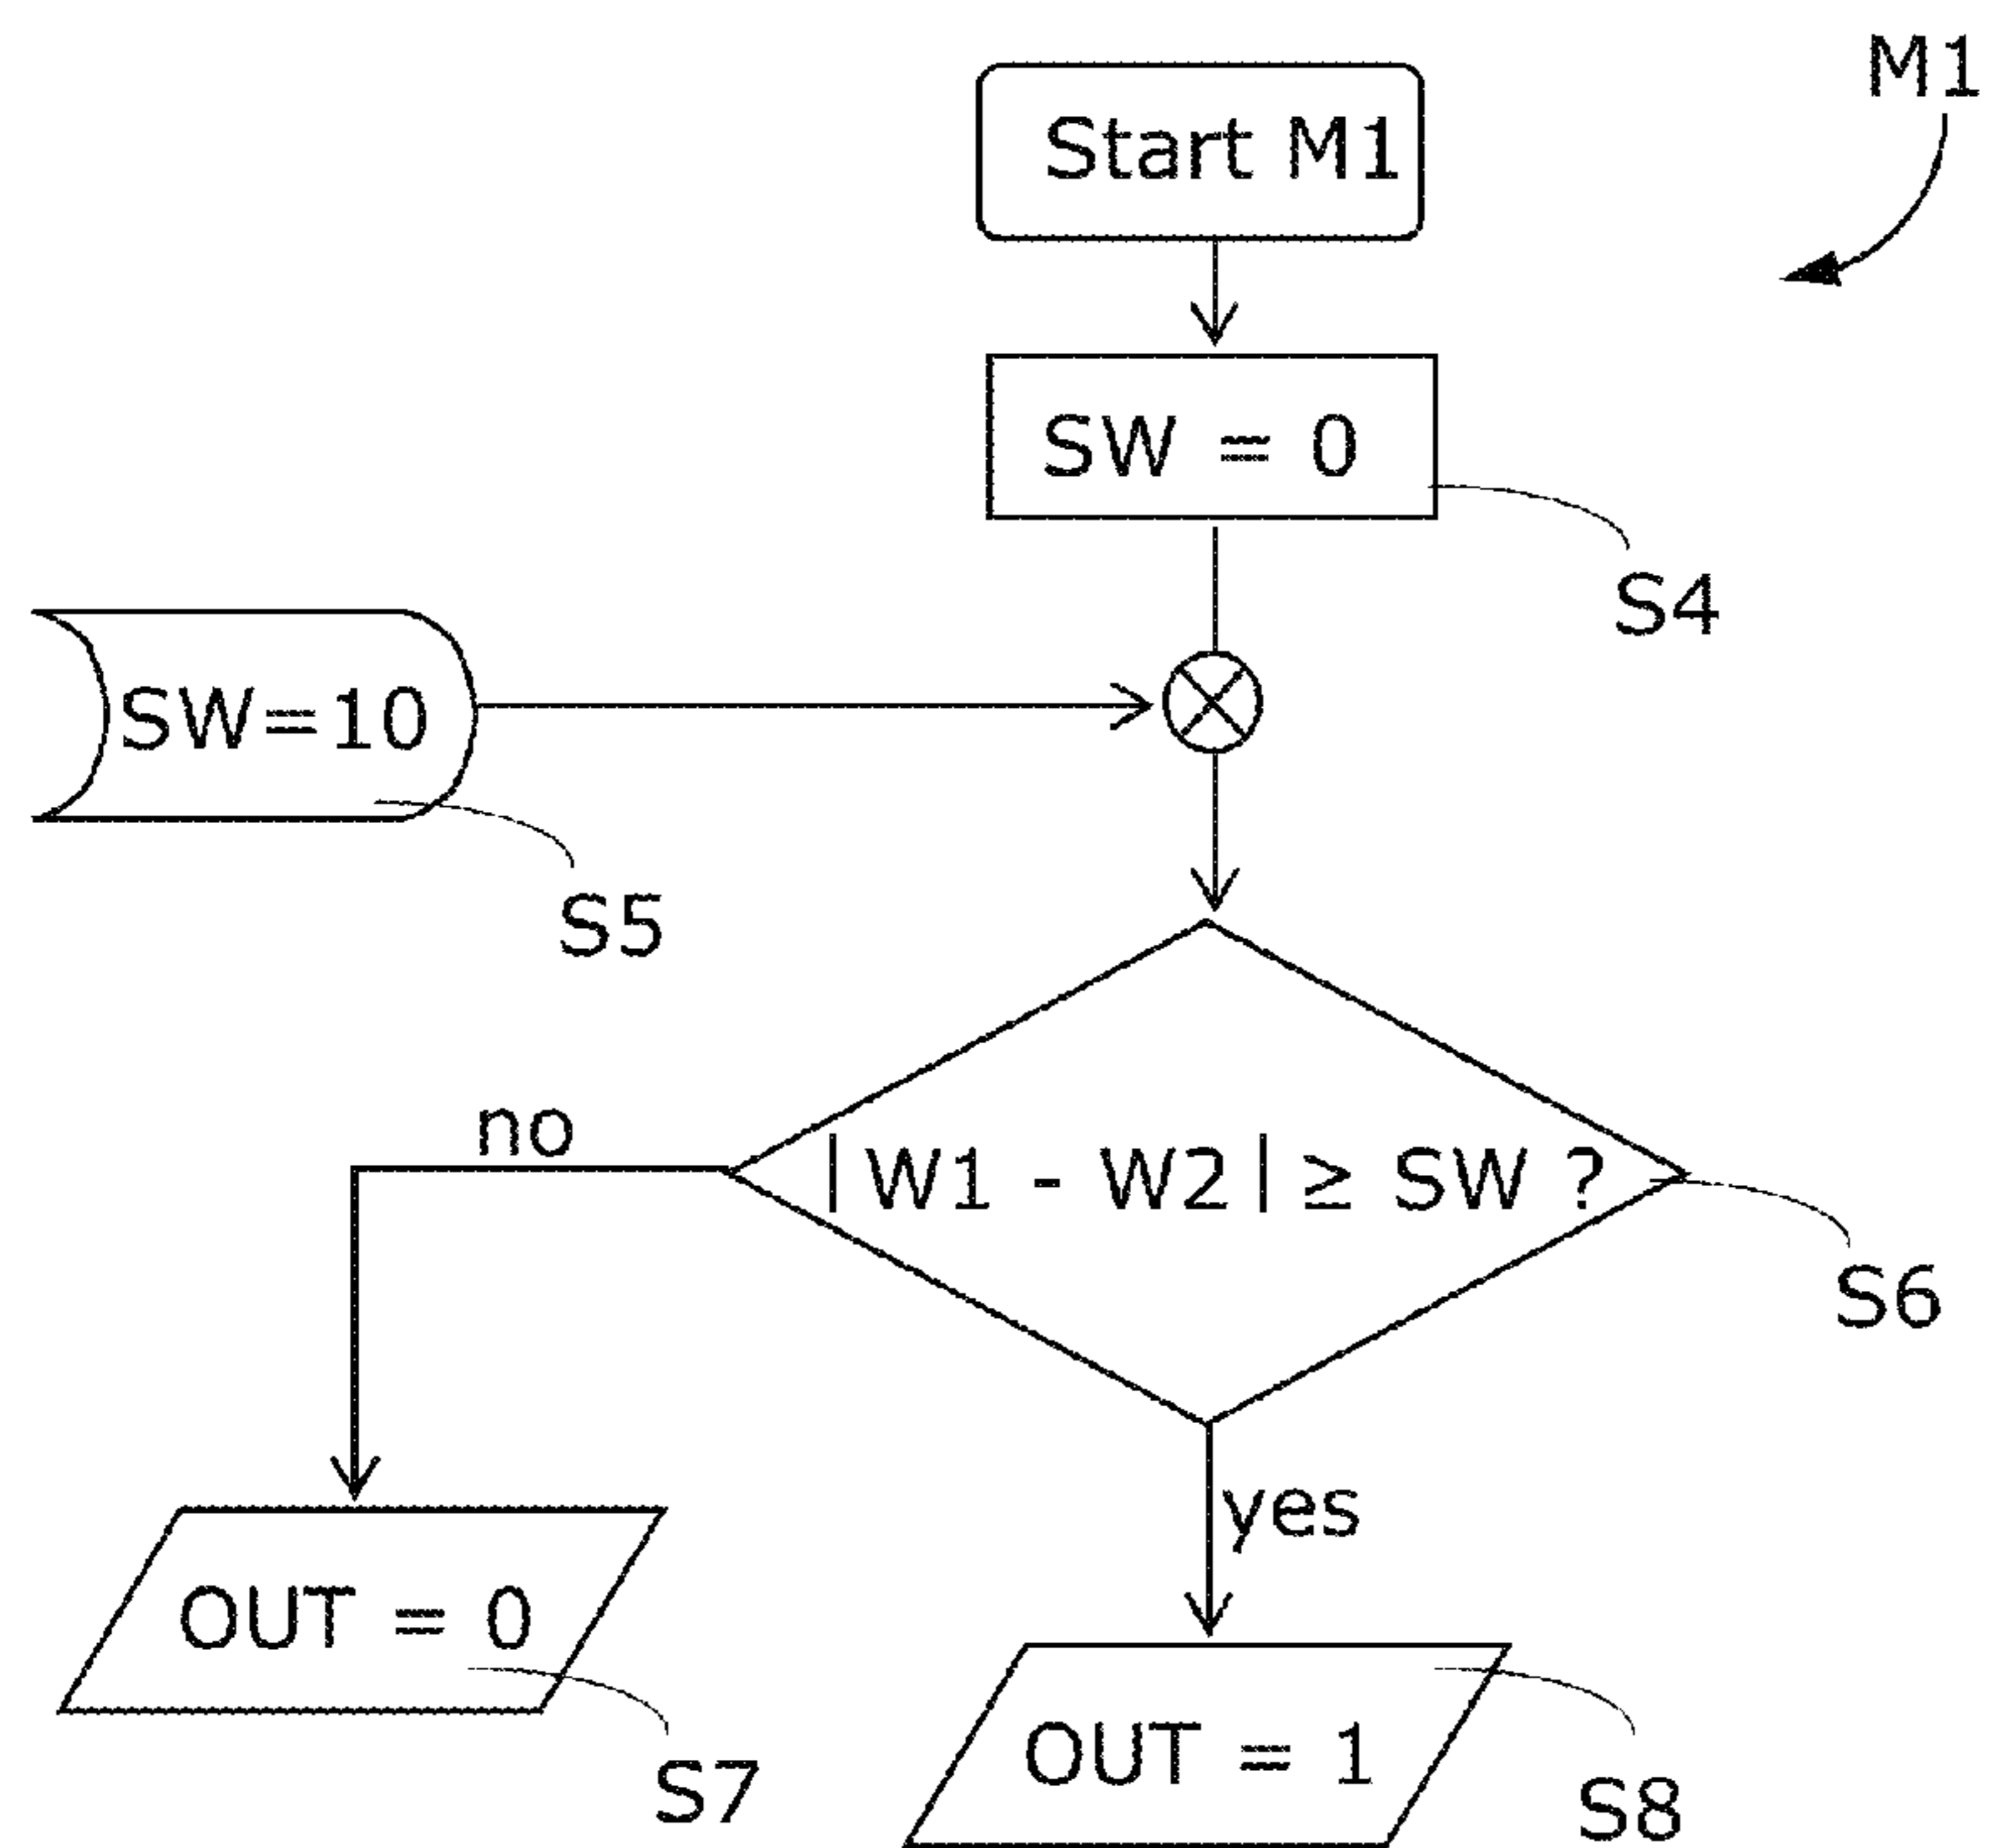 M1
Start M1
SW = 0
S4
SW=10
S5
no
|W1 - W2|≥ SW ?
S6
yes
OUT = 0
S7
OUT = 1
S8